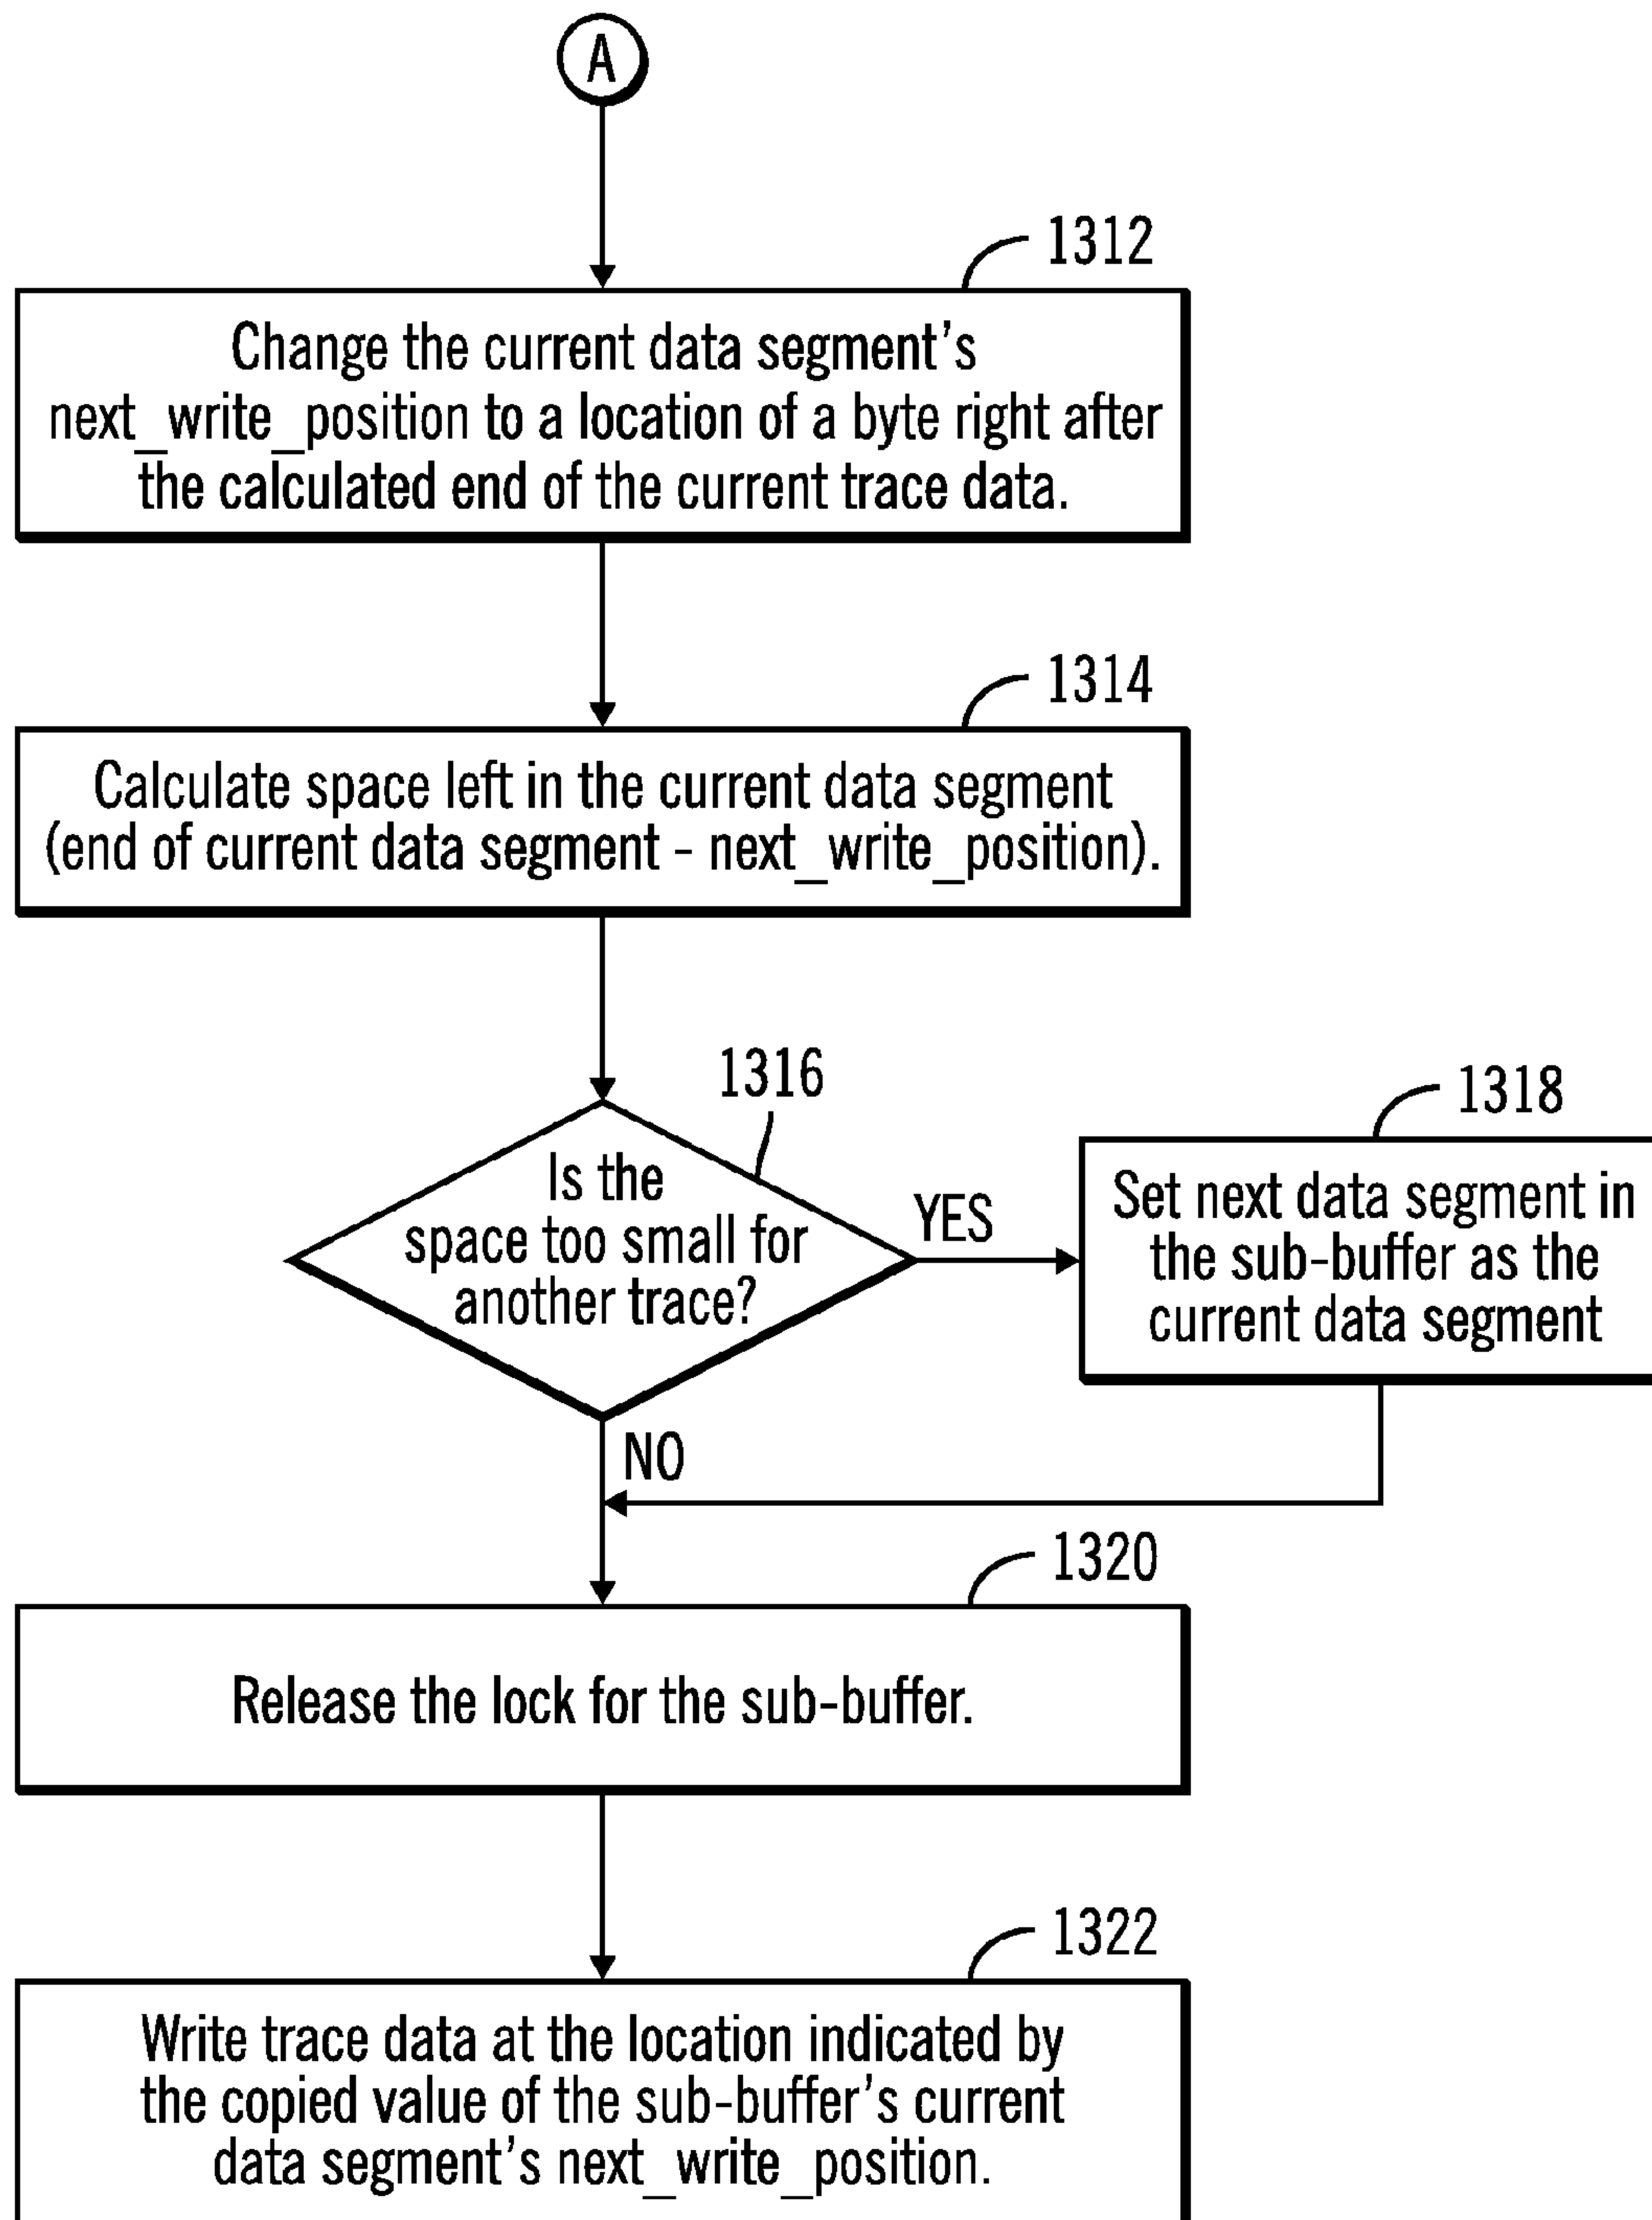 A
1312
Change the current data segment's
next_write_position to a location of a byte right after
the calculated end of the current trace data.
1314
Calculate space left in the current data segment
(end of current data segment - next_write_position).
1316
Is the
space too small for
another trace?
YES
1318
Set next data segment in
the sub-buffer as the
current data segment
NO
1320
Release the lock for the sub-buffer.
1322
Write trace data at the location indicated by
the copied value of the sub-buffer's current
data segment's next_write_position.